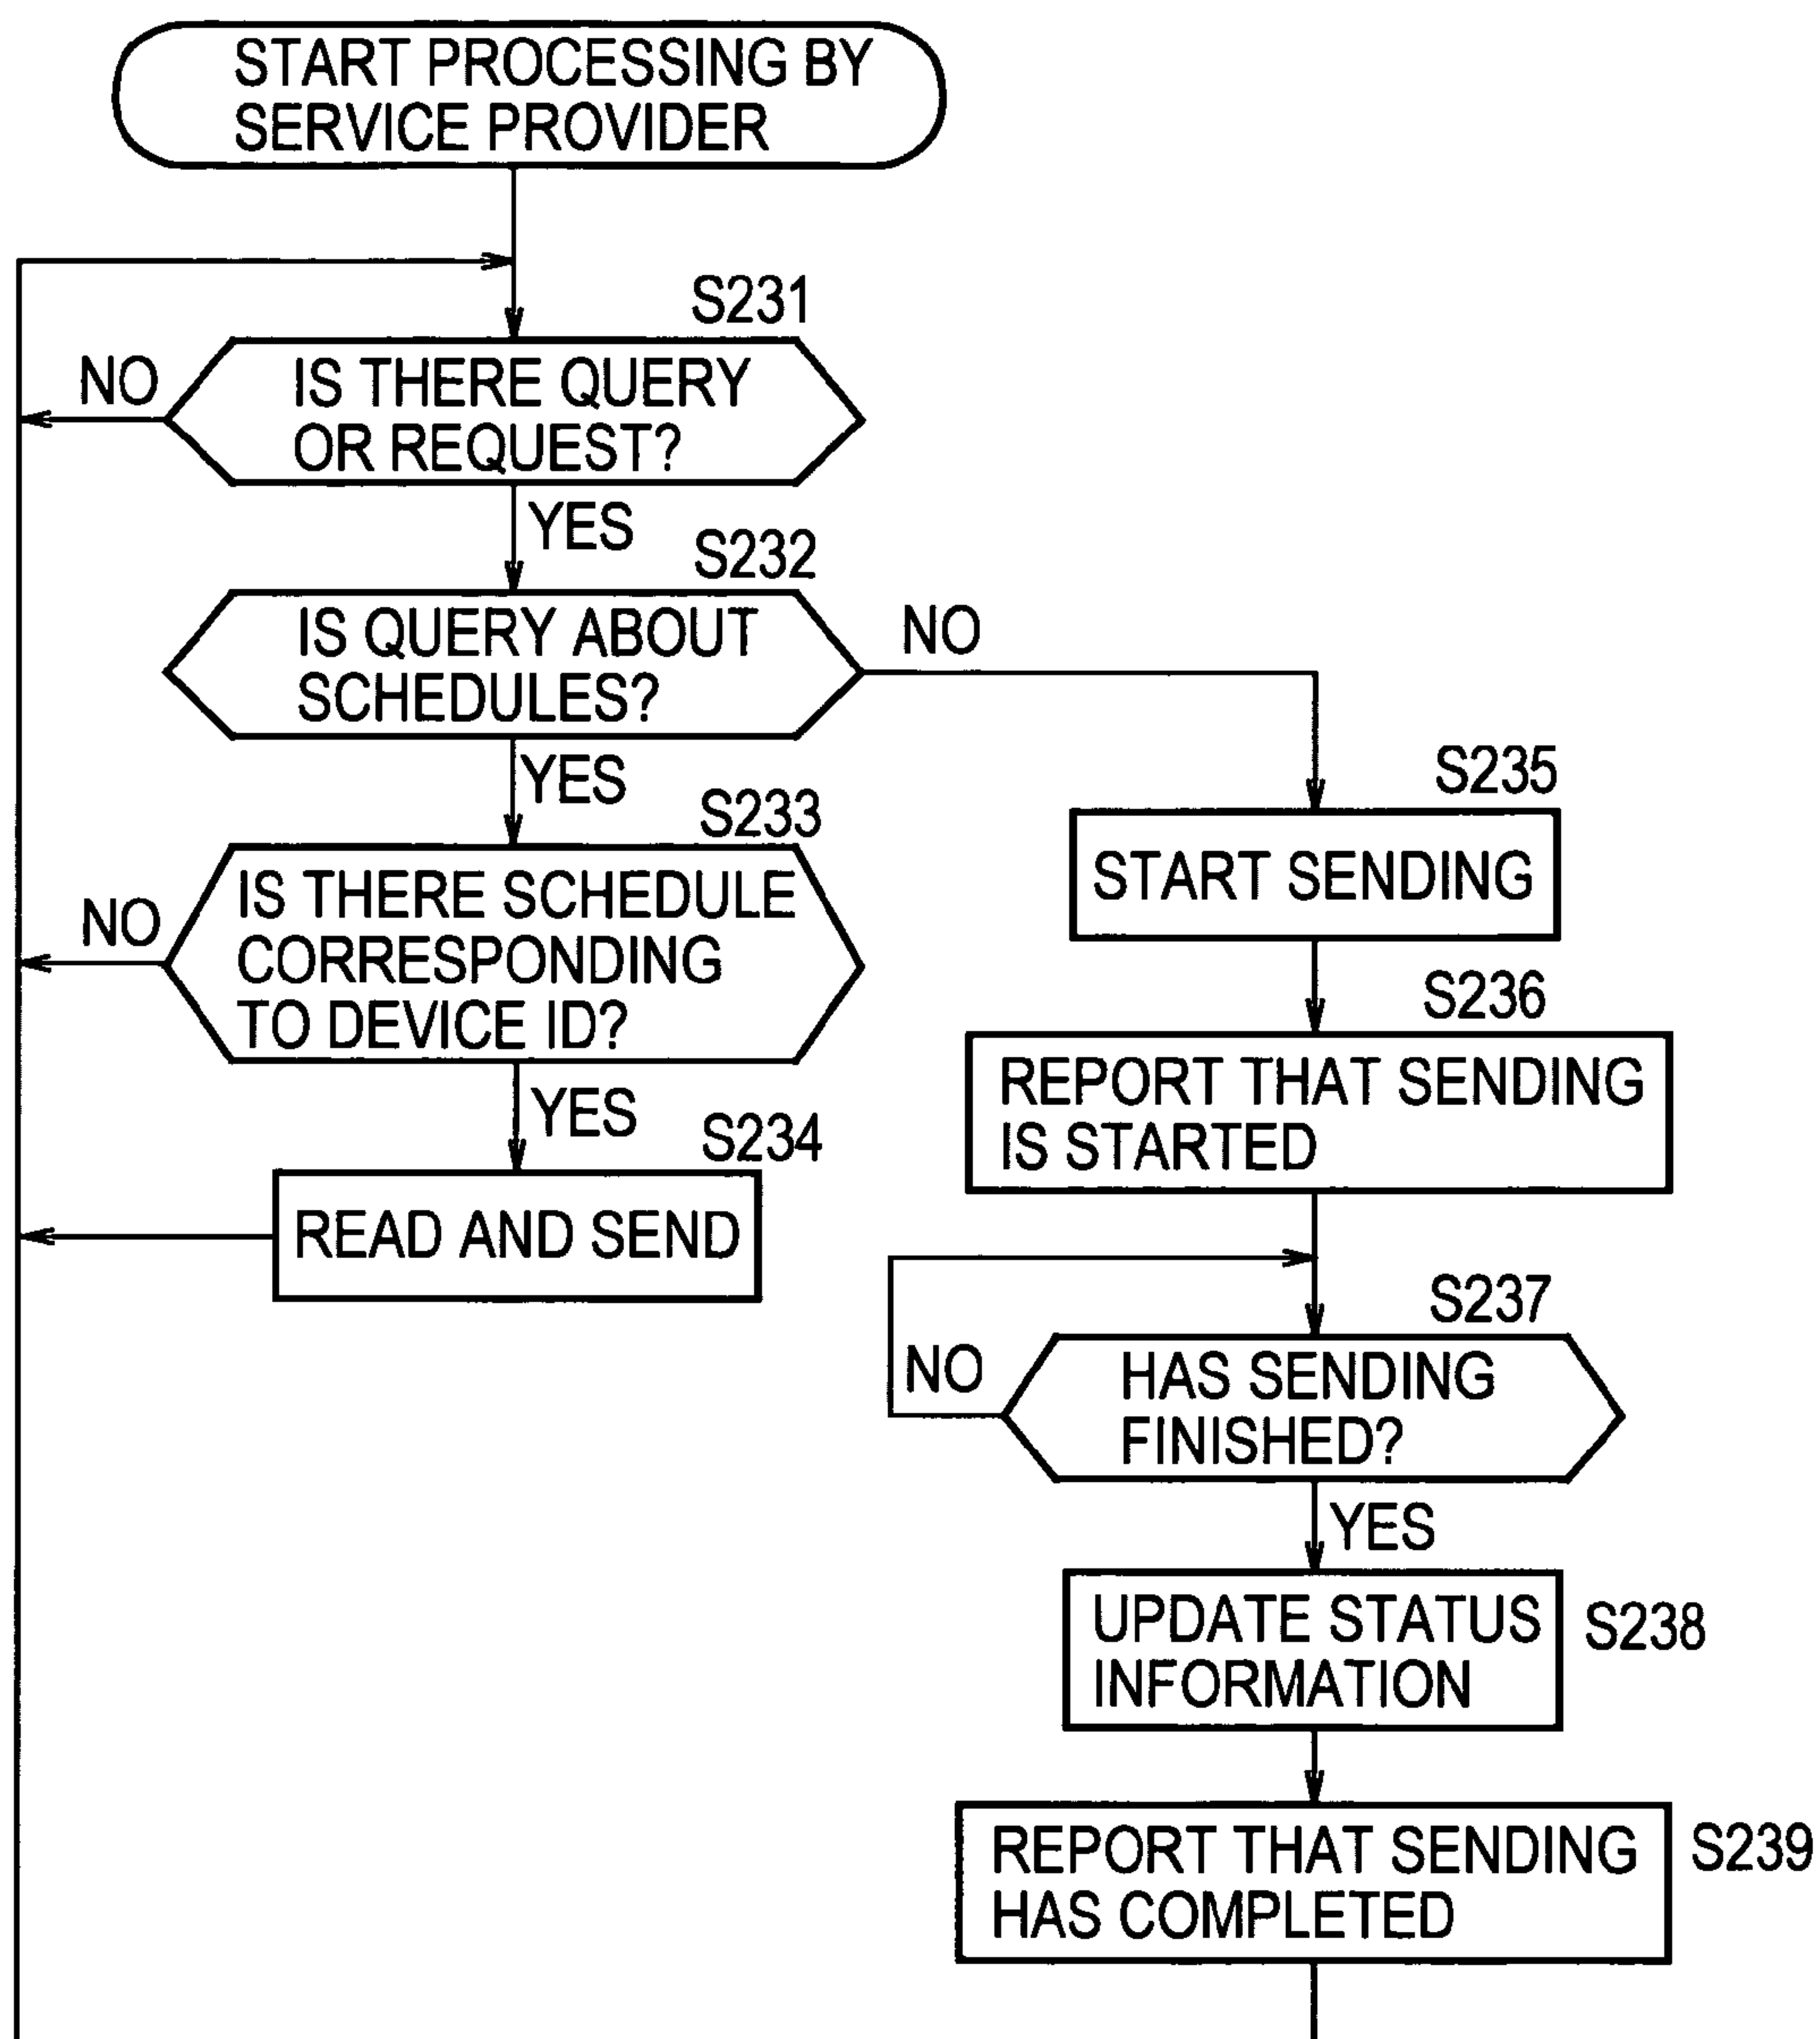 START PROCESSING BY
SERVICE PROVIDER
S231
NO
IS THERE QUERY
OR REQUEST?
YES
S232
IS QUERY ABOUT
SCHEDULES?
NO
YES
S233
NO
IS THERE SCHEDULE
CORRESPONDING
TO DEVICE ID?
YES
S234
READ AND SEND
S235
START SENDING
S236
REPORT THAT SENDING
IS STARTED
S237
NO
HAS SENDING
FINISHED?
YES
UPDATE STATUS
INFORMATION
S238
REPORT THAT SENDING
HAS COMPLETED
S239